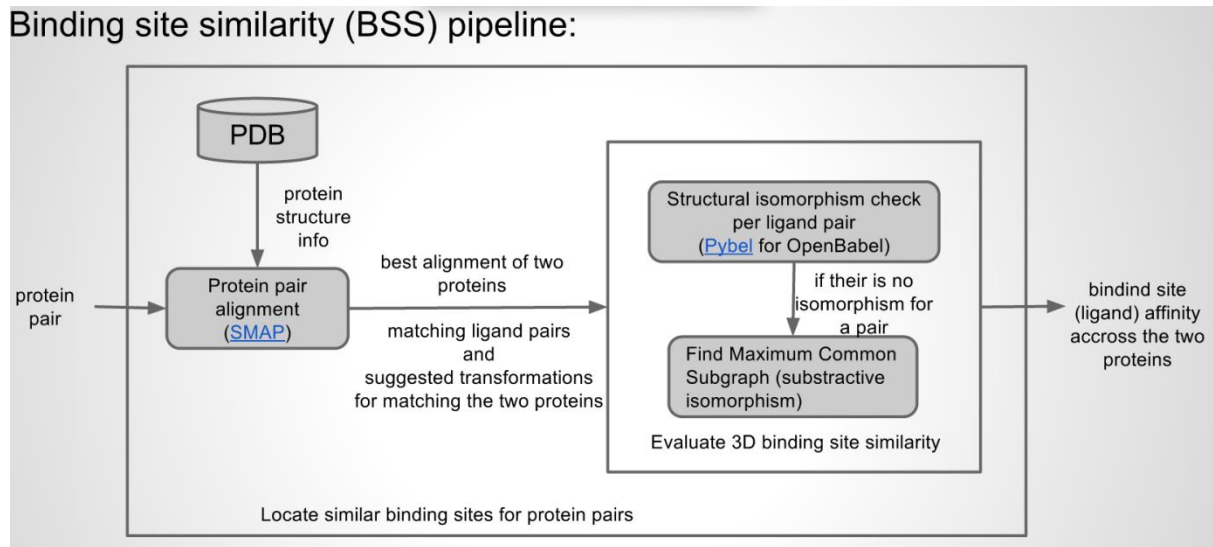 Binding site similarity (BSS) pipeline:
PDB
protein
structure
info
protein
pair
Protein pair
alignment
(SMAP)
best alignment of two
proteins
matching ligand pairs
and
suggested transformations
for matching the two proteins
Structural isomorphism check
per ligand pair
(Pybel for OpenBabel)
if their is no
isomorphism for
a pair
Find Maximum Common
Subgraph (substractive
isomorphism)
Evaluate 3D binding site similarity
bindind site
(ligand) affinity
accross the two
proteins
Locate similar binding sites for protein pairs